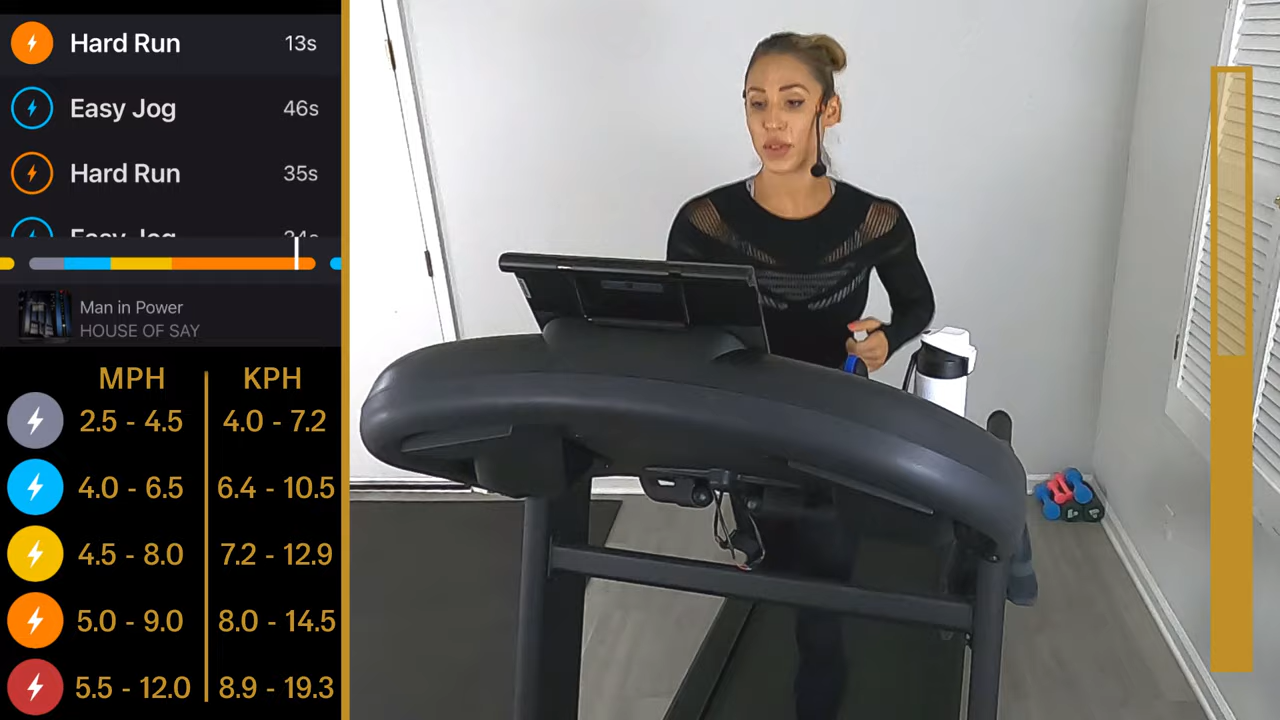 Hard Run 13s
Easy Jog 46s
Hard Run 35s
Easy Jog 34s
Man in Power
HOUSE OF SAY
MPH KPH
2.5 - 4.5 4.0 - 7.2
4.0 - 6.5 6.4 - 10.5
4.5 - 8.0 7.2 - 12.9
5.0 - 9.0 8.0 - 14.5
5.5 - 12.0 8.9 - 19.3